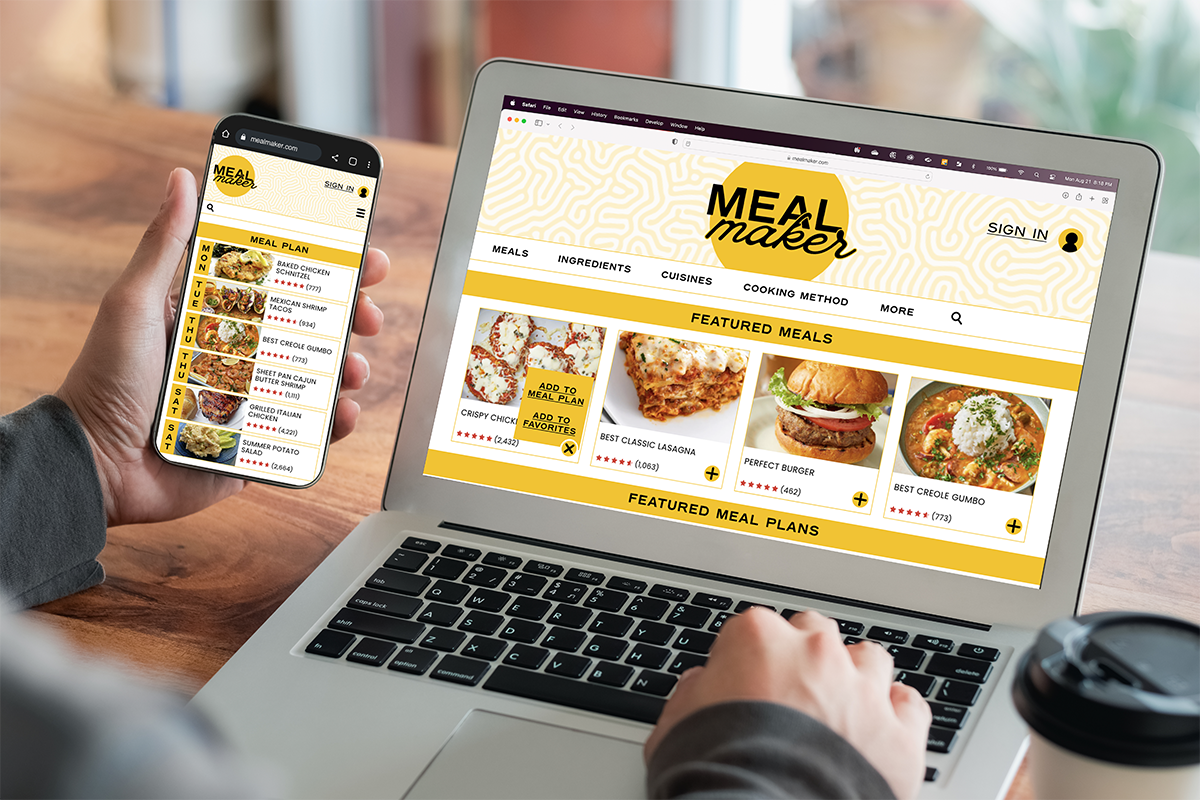 mealmaker.com
MEAL
maker
SIGN IN
MEAL PLAN
MON
BAKED CHICKEN
SCHNITZEL
(777)
TUE
MEXICAN SHRIMP
TACOS
(934)
THU
BEST CREOLE GUMBO
(773)
THU
SHEET PAN CAJUN
BUTTER SHRIMP
(1,111)
SAT
GRILLED ITALIAN
CHICKEN
(4,221)
SAT
SUMMER POTATO
SALAD
(2,664)
Safari File Edit View History Bookmarks Develop Window Help
Mon Aug 21 8:18 PM
mealmaker.com
MEAL
maker
SIGN IN
MEALS INGREDIENTS CUISINES COOKING METHOD MORE
FEATURED MEALS
ADD TO
MEAL PLAN
ADD TO
FAVORITES
CRISPY CHICK
(2,432)
BEST CLASSIC LASAGNA
(1,063)
PERFECT BURGER
(462)
BEST CREOLE GUMBO
(773)
FEATURED MEAL PLANS
esc
tab
Q W E R T Y
caps lock
A S D F G H J
shift
Z X C V B N
fn control option command